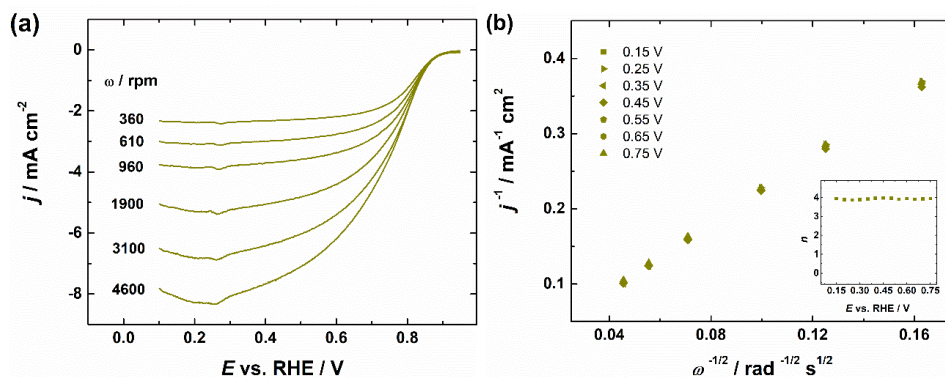 (a)
0
-2
-4
-6
-8
j / mA cm-2
ω / rpm
360
610
960
1900
3100
4600
0.0 0.2 0.4 0.6 0.8 1.0
E vs. RHE / V
(b)
0.4
0.3
0.2
0.1
j -1 / mA-1 cm2
0.15 V
0.25 V
0.35 V
0.45 V
0.55 V
0.65 V
0.75 V
4
2
0
n
0.15 0.30 0.45 0.60 0.75
E vs. RHE / V
0.04 0.08 0.12 0.16
ω -1/2 / rad -1/2 s1/2